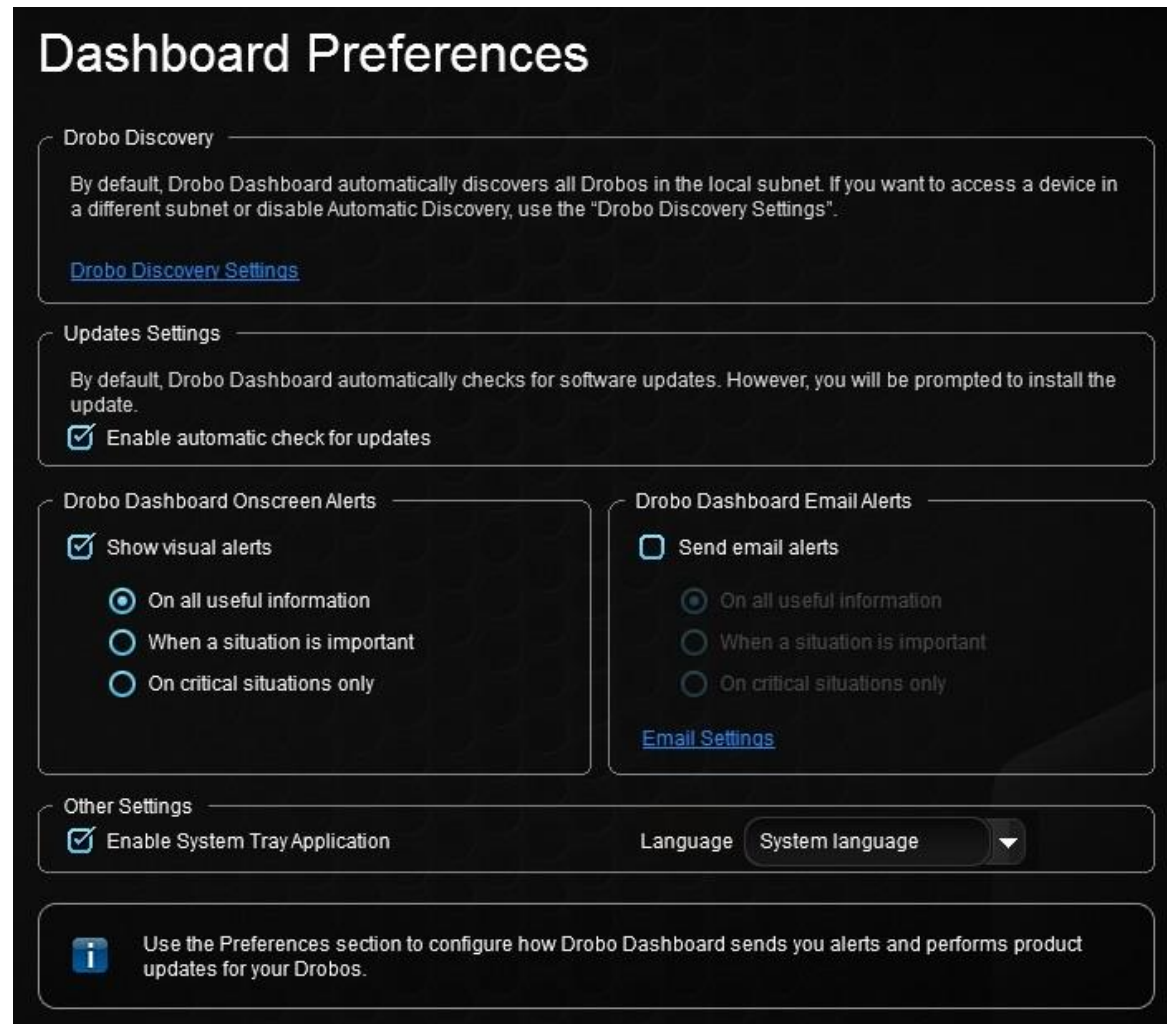 Dashboard Preferences
Drobo Discovery
By default, Drobo Dashboard automatically discovers all Drobos in the local subnet. If you want to access a device in
a different subnet or disable Automatic Discovery, use the “Drobo Discovery Settings”.
Drobo Discovery Settings
Updates Settings
By default, Drobo Dashboard automatically checks for software updates. However, you will be prompted to install the
update.
Enable automatic check for updates
Drobo Dashboard Onscreen Alerts
Show visual alerts
On all useful information
When a situation is important
On critical situations only
Drobo Dashboard Email Alerts
Send email alerts
On all useful information
When a situation is important
On critical situations only
Email Settings
Other Settings
Enable System Tray Application
Language System language
i
Use the Preferences section to configure how Drobo Dashboard sends you alerts and performs product
updates for your Drobos.